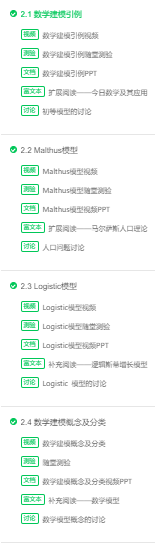 2.1 数学建模引例
视频 数学建模引例视频
测验 数学建模引例随堂测验
文档 数学建模引例PPT
富文本 扩展阅读——今日数学及其应用
讨论 初等模型的讨论
2.2 Malthus模型
视频 Malthus模型视频
测验 Malthus模型随堂测验
文档 Malthus模型视频PPT
富文本 扩展阅读——马尔萨斯人口理论
讨论 人口问题讨论
2.3 Logistic模型
视频 Logistic模型视频
测验 Logistic模型随堂测验
文档 Logistic模型视频PPT
富文本 补充阅读——逻辑斯蒂增长模型
讨论 Logistic 模型的讨论
2.4 数学建模概念及分类
视频 数学建模概念及分类
测验 随堂测验
文档 数学建模概念及分类视频PPT
富文本 补充阅读——数学模型
讨论 数学模型概念的讨论